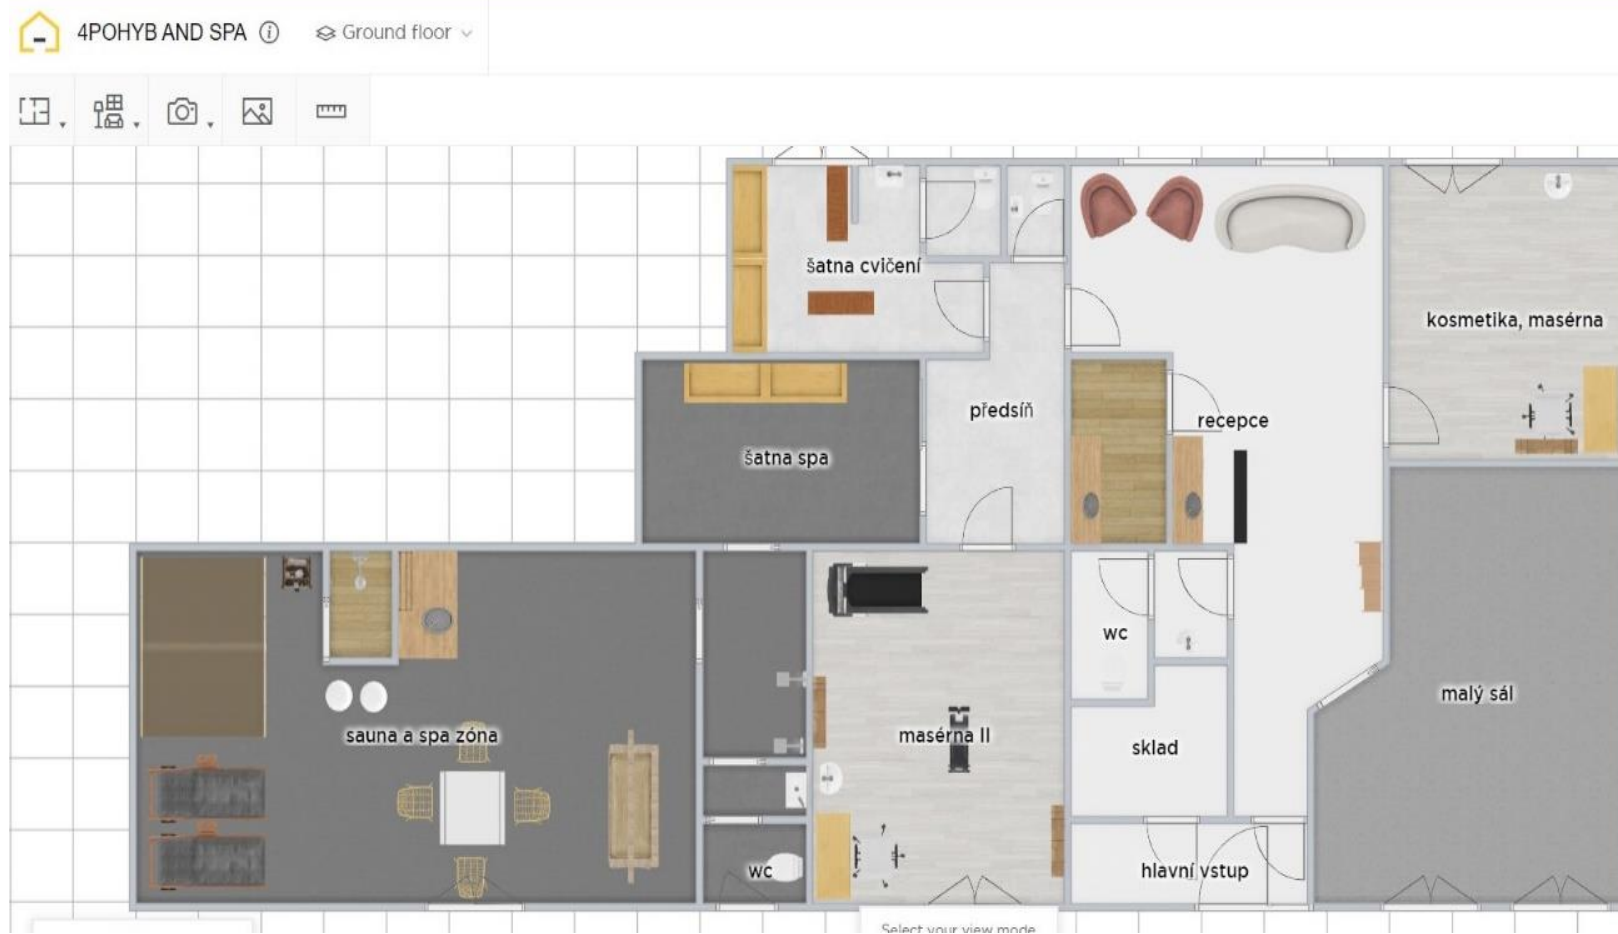 4POHYB AND SPA
Ground floor
šatna cvičení
kosmetika, masérna
předsíň
recepce
šatna spa
wc
malý sál
sauna a spa zóna
masérna II
sklad
wc
hlavní vstup
Select your view mode